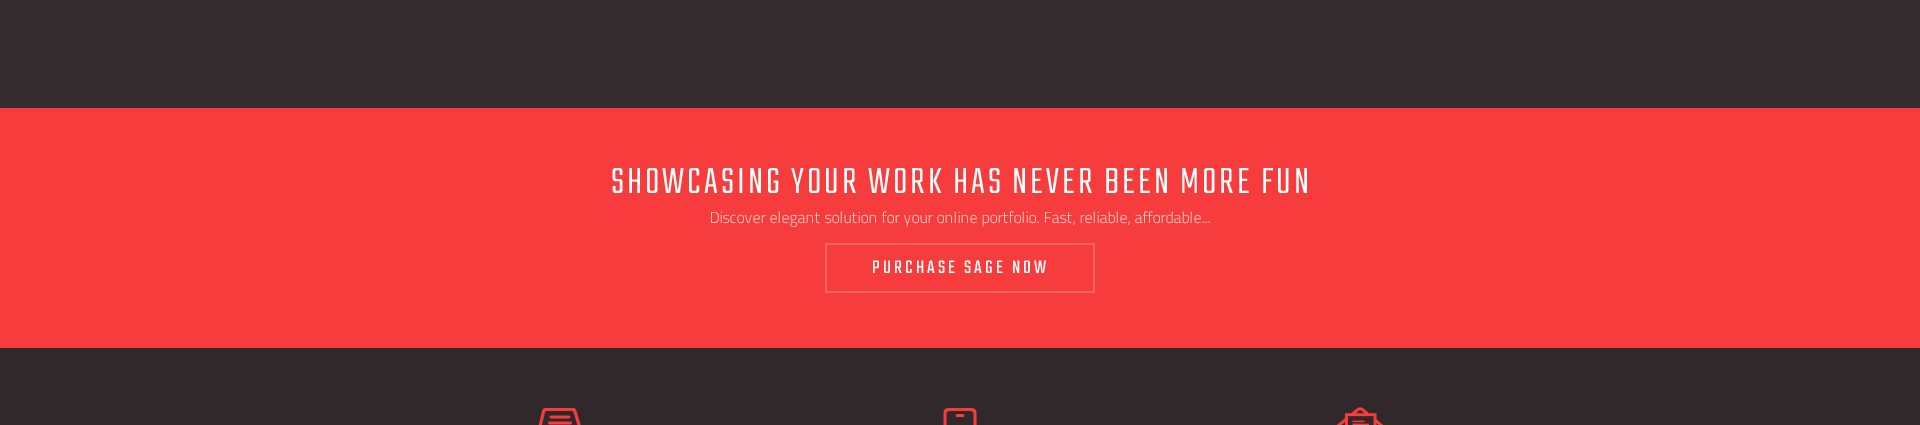 SHOWCASING YOUR WORK HAS NEVER BEEN MORE FUN
Discover elegant solution for your online portfolio. Fast, reliable, affordable...
PURCHASE SAGE NOW